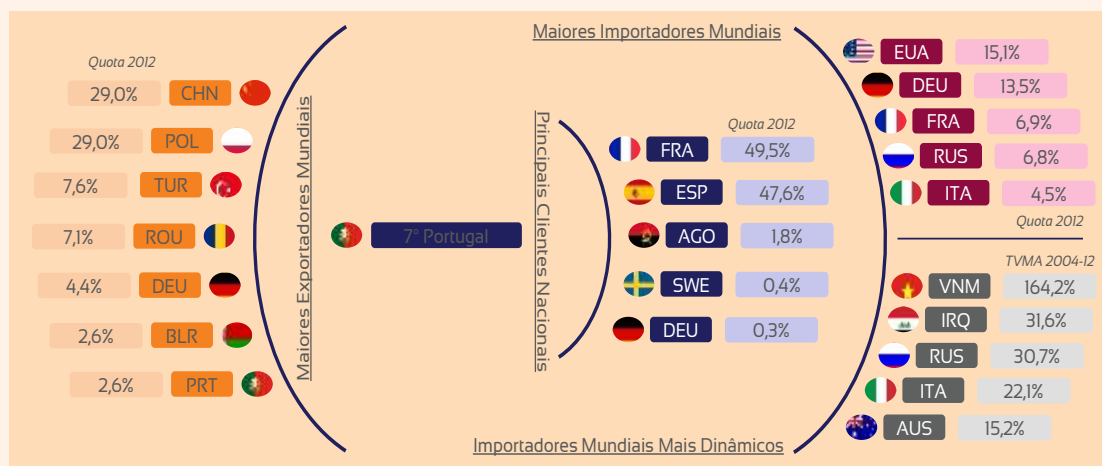 Maiores Exportadores Mundiais
Quota 2012
29,0% CHN
29,0% POL
7,6% TUR
7,1% ROU
4,4% DEU
2,6% BLR
2,6% PRT
7º Portugal
Principais Clientes Nacionais
Quota 2012
FRA 49,5%
ESP 47,6%
AGO 1,8%
SWE 0,4%
DEU 0,3%
Maiores Importadores Mundiais
EUA 15,1%
DEU 13,5%
FRA 6,9%
RUS 6,8%
ITA 4,5%
Quota 2012
TVMA 2004-12
VNM 164,2%
IRQ 31,6%
RUS 30,7%
ITA 22,1%
AUS 15,2%
Importadores Mundiais Mais Dinâmicos